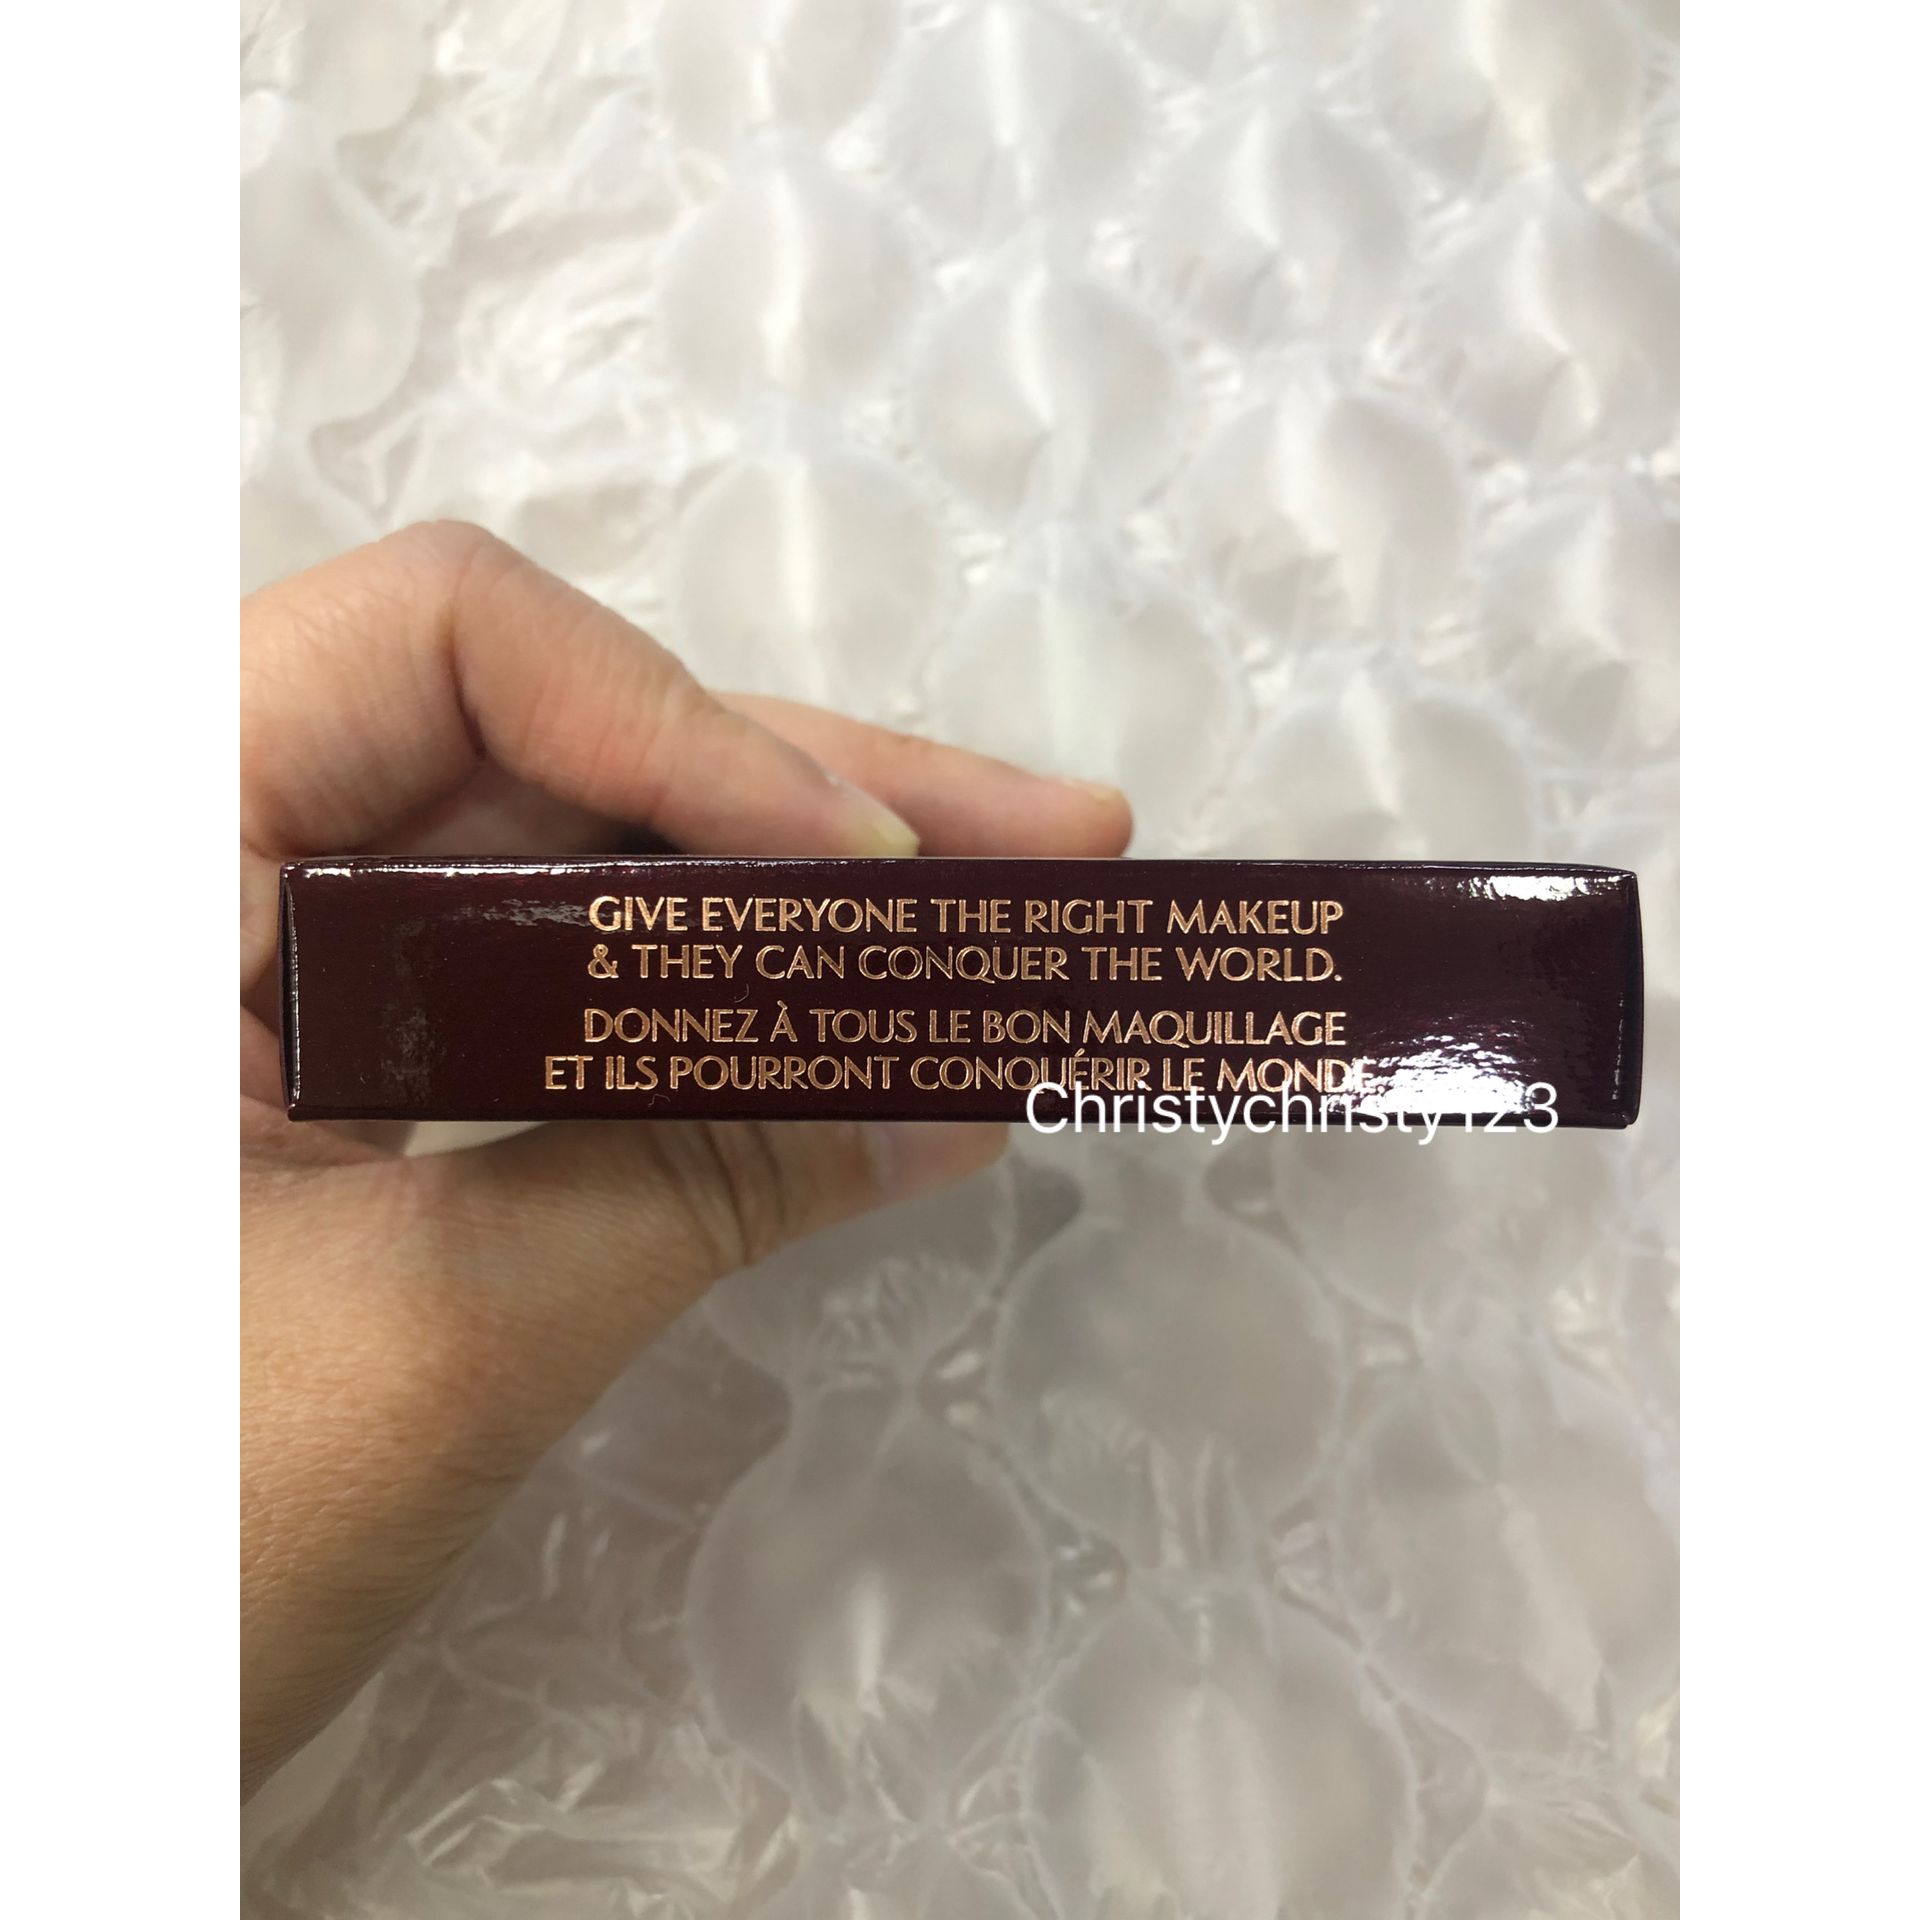 GIVE EVERYONE THE RIGHT MAKEUP
& THEY CAN CONQUER THE WORLD.
DONNEZ À TOUS LE BON MAQUILLAGE
ET ILS POURRONT CONQUÉRIR LE MONDE.
Christychristy123